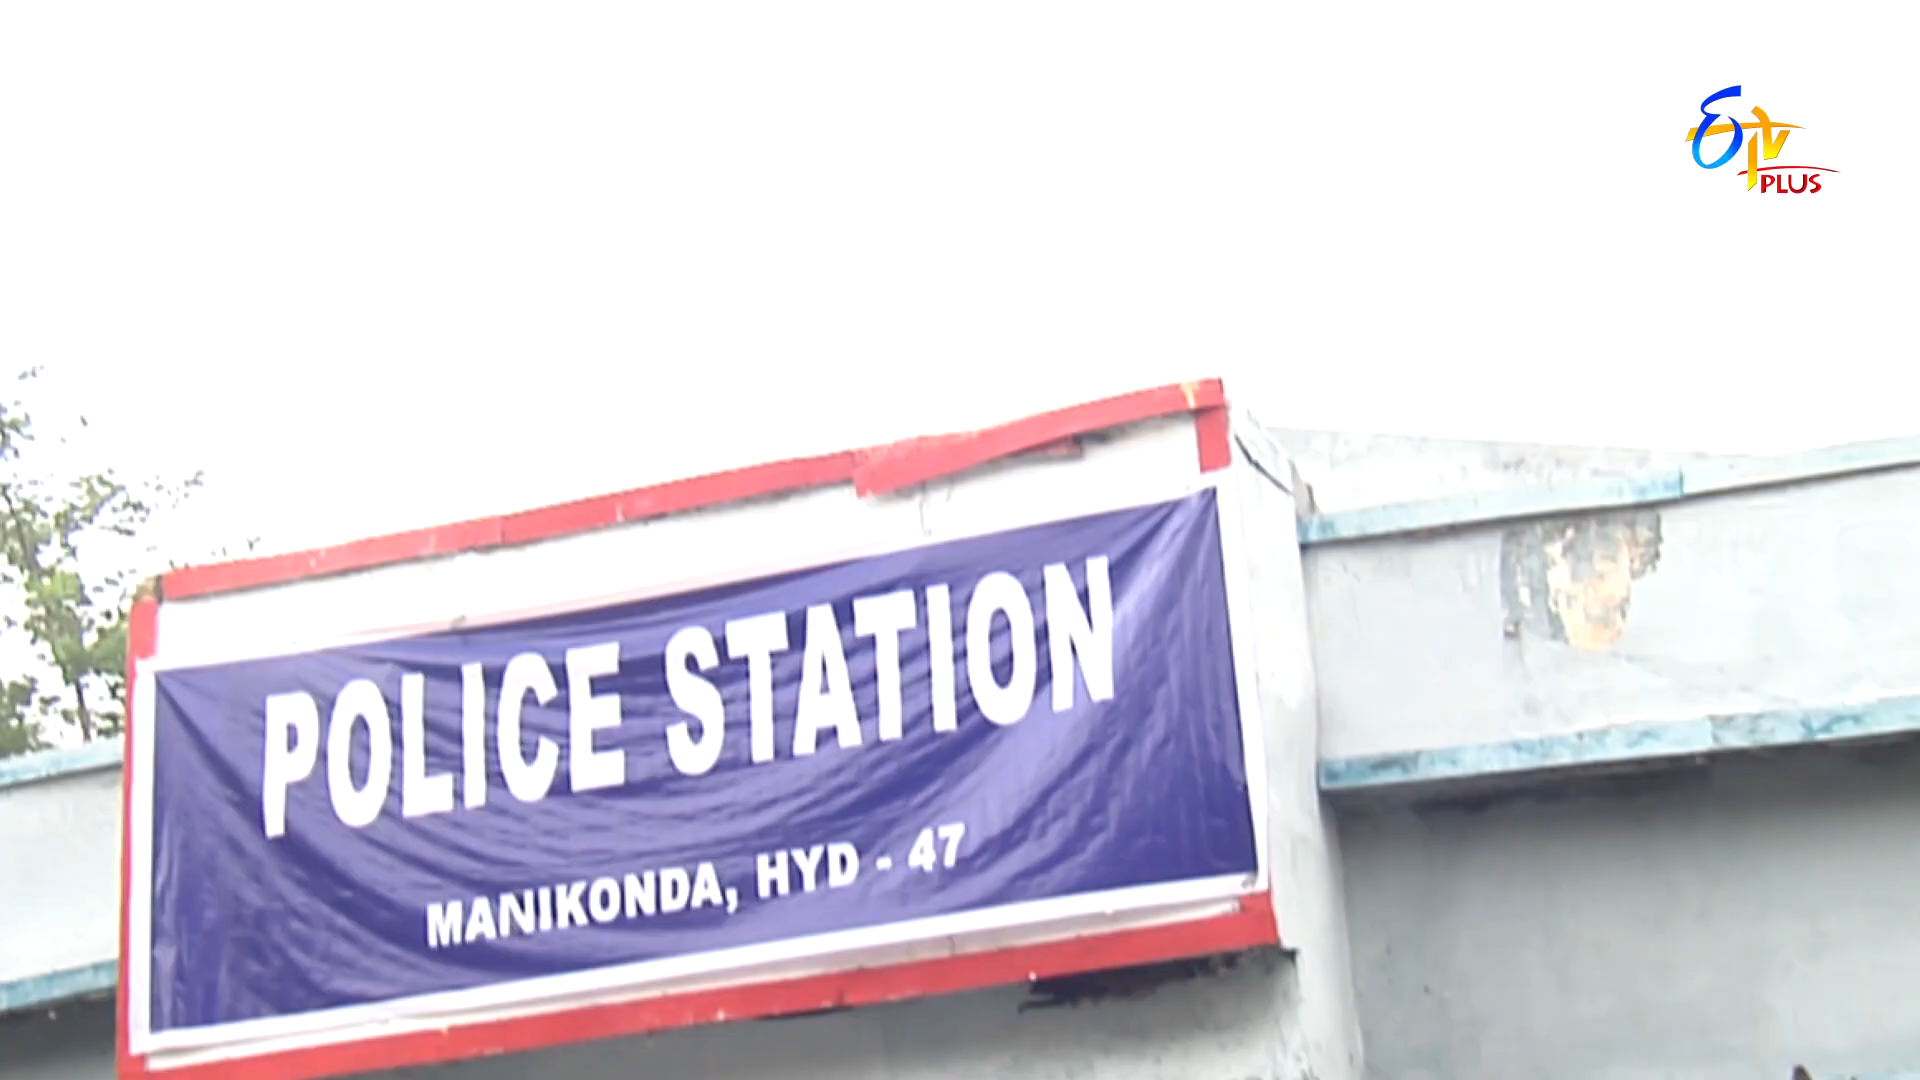 ETV
PLUS
POLICE STATION
MANIKONDA, HYD - 47